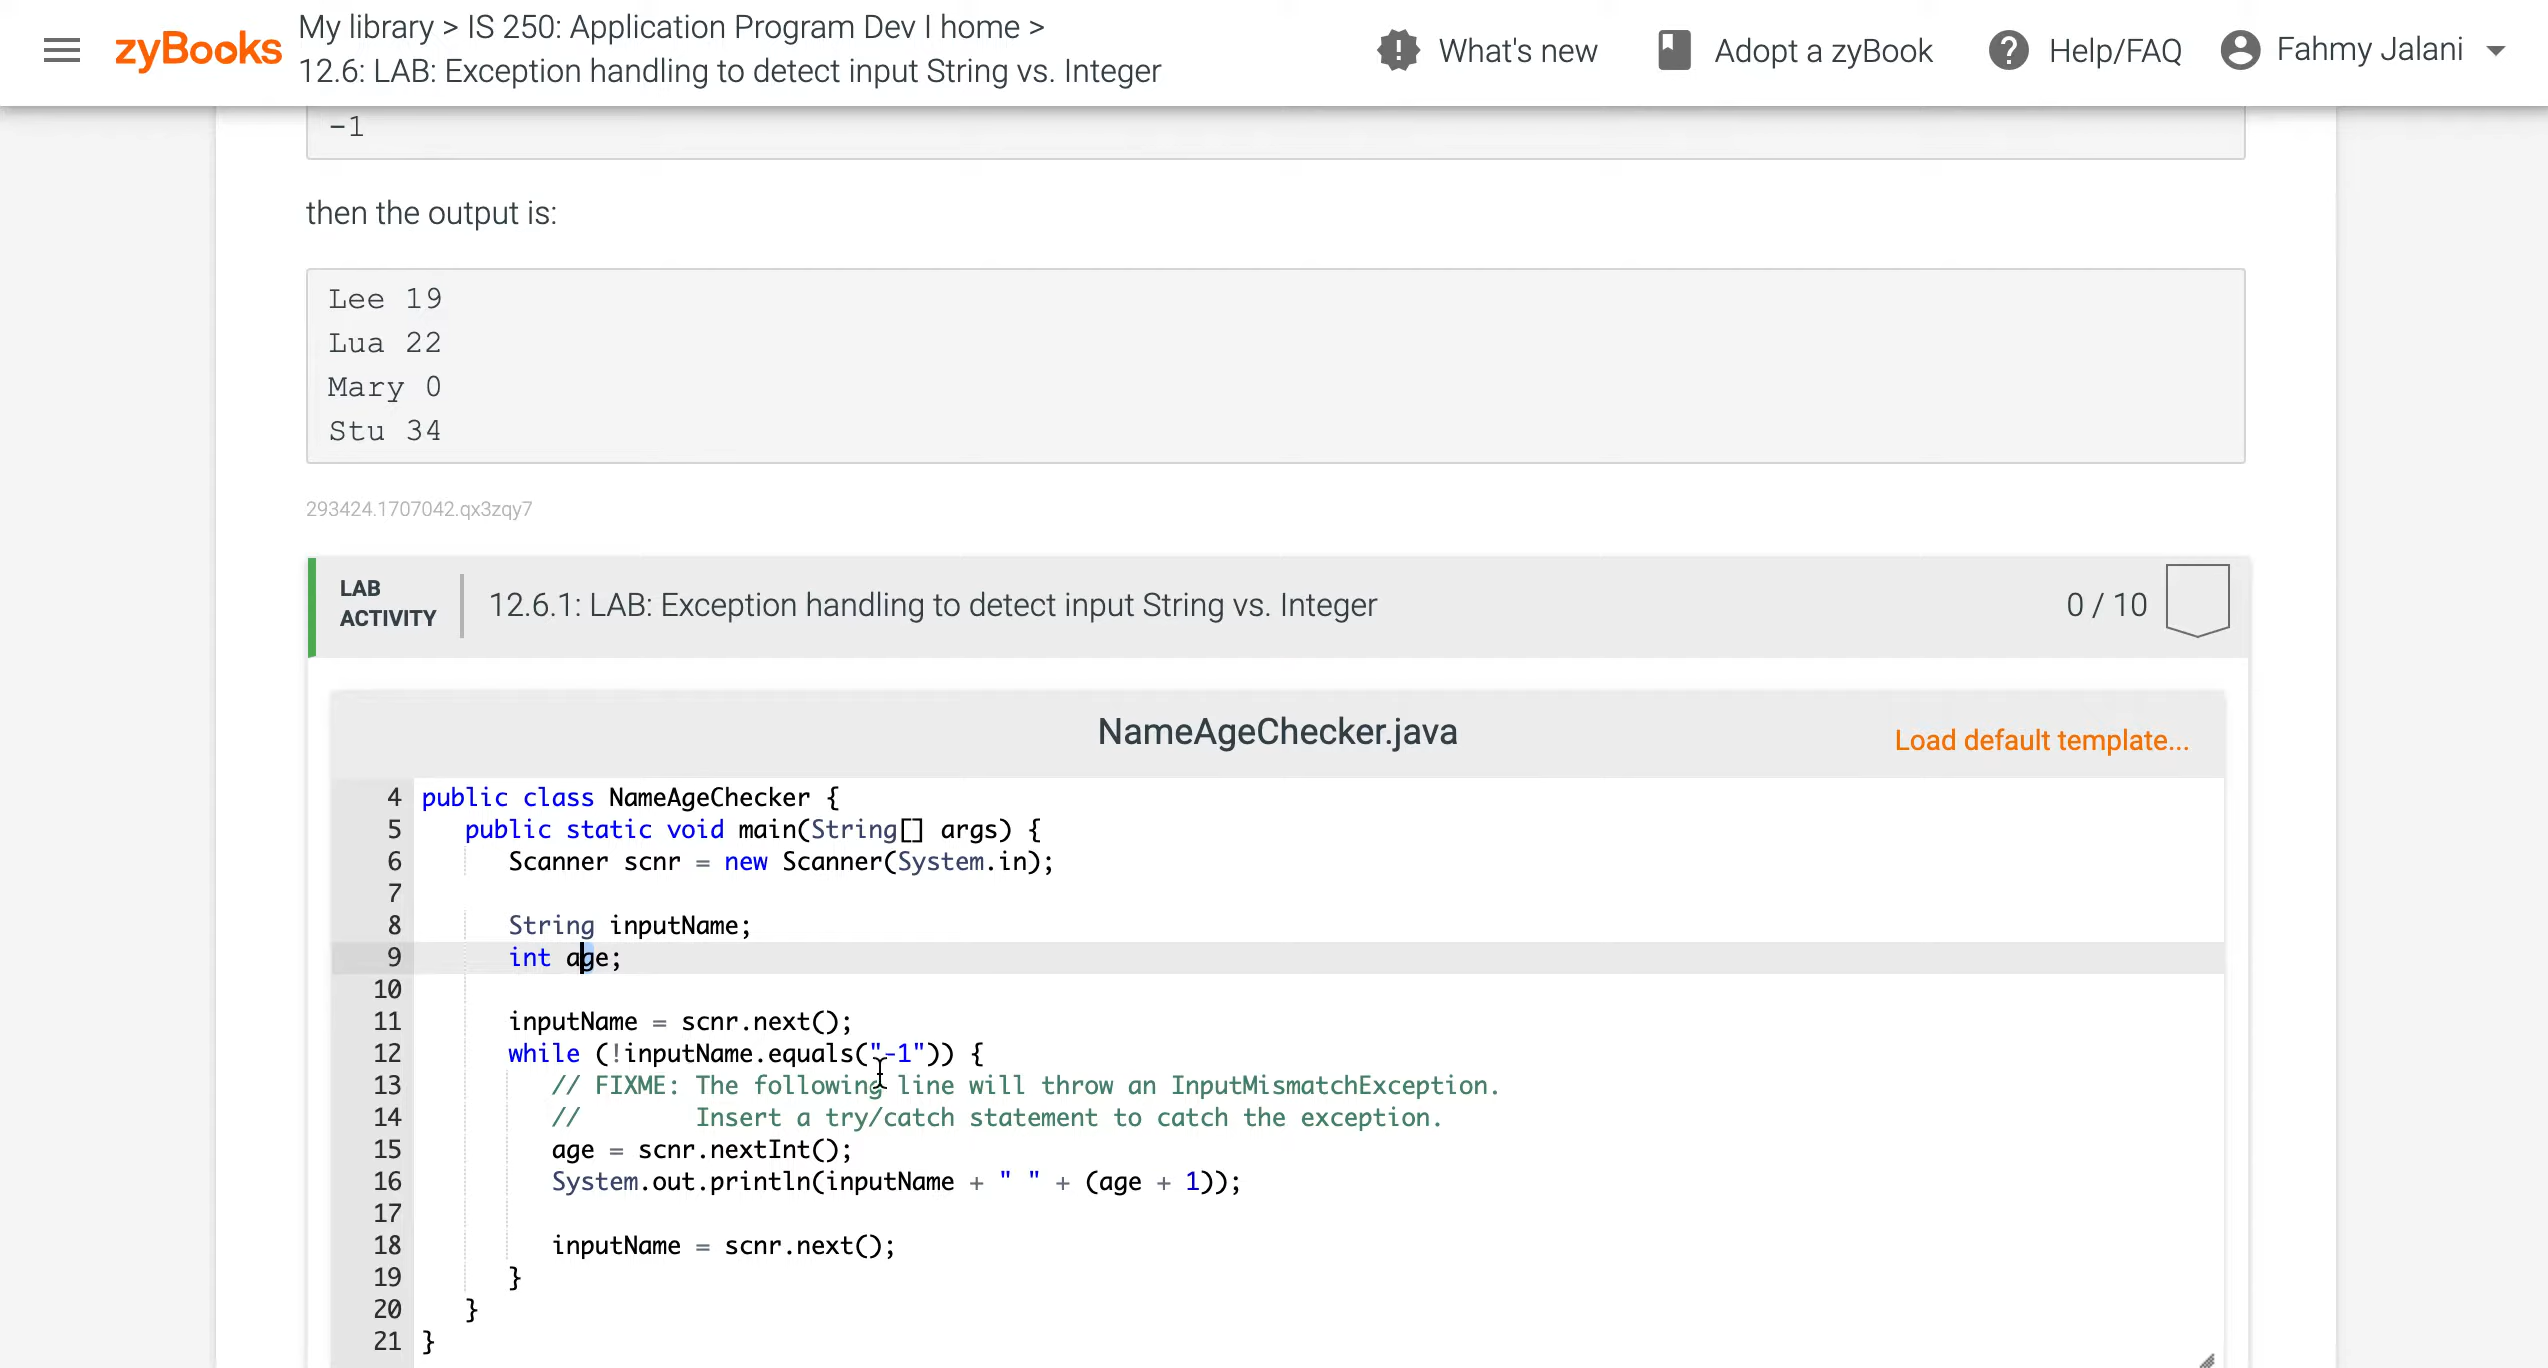 zyBooks
My library > IS 250: Application Program Dev I home >
12.6: LAB: Exception handling to detect input String vs. Integer
What's new
Adopt a zyBook
Help/FAQ
Fahmy Jalani
-1
then the output is:
Lee 19
Lua 22
Mary 0
Stu 34
293424.1707042.qx3zqy7
LAB
ACTIVITY
12.6.1: LAB: Exception handling to detect input String vs. Integer
0 / 10
NameAgeChecker.java
Load default template...
4 public class NameAgeChecker {
5    public static void main(String[] args) {
6       Scanner scnr = new Scanner(System.in);
7
8       String inputName;
9       int age;
10
11       inputName = scnr.next();
12       while (!inputName.equals("-1")) {
13          // FIXME: The following line will throw an InputMismatchException.
14          //        Insert a try/catch statement to catch the exception.
15          age = scnr.nextInt();
16          System.out.println(inputName + " " + (age + 1));
17
18          inputName = scnr.next();
19       }
20    }
21 }